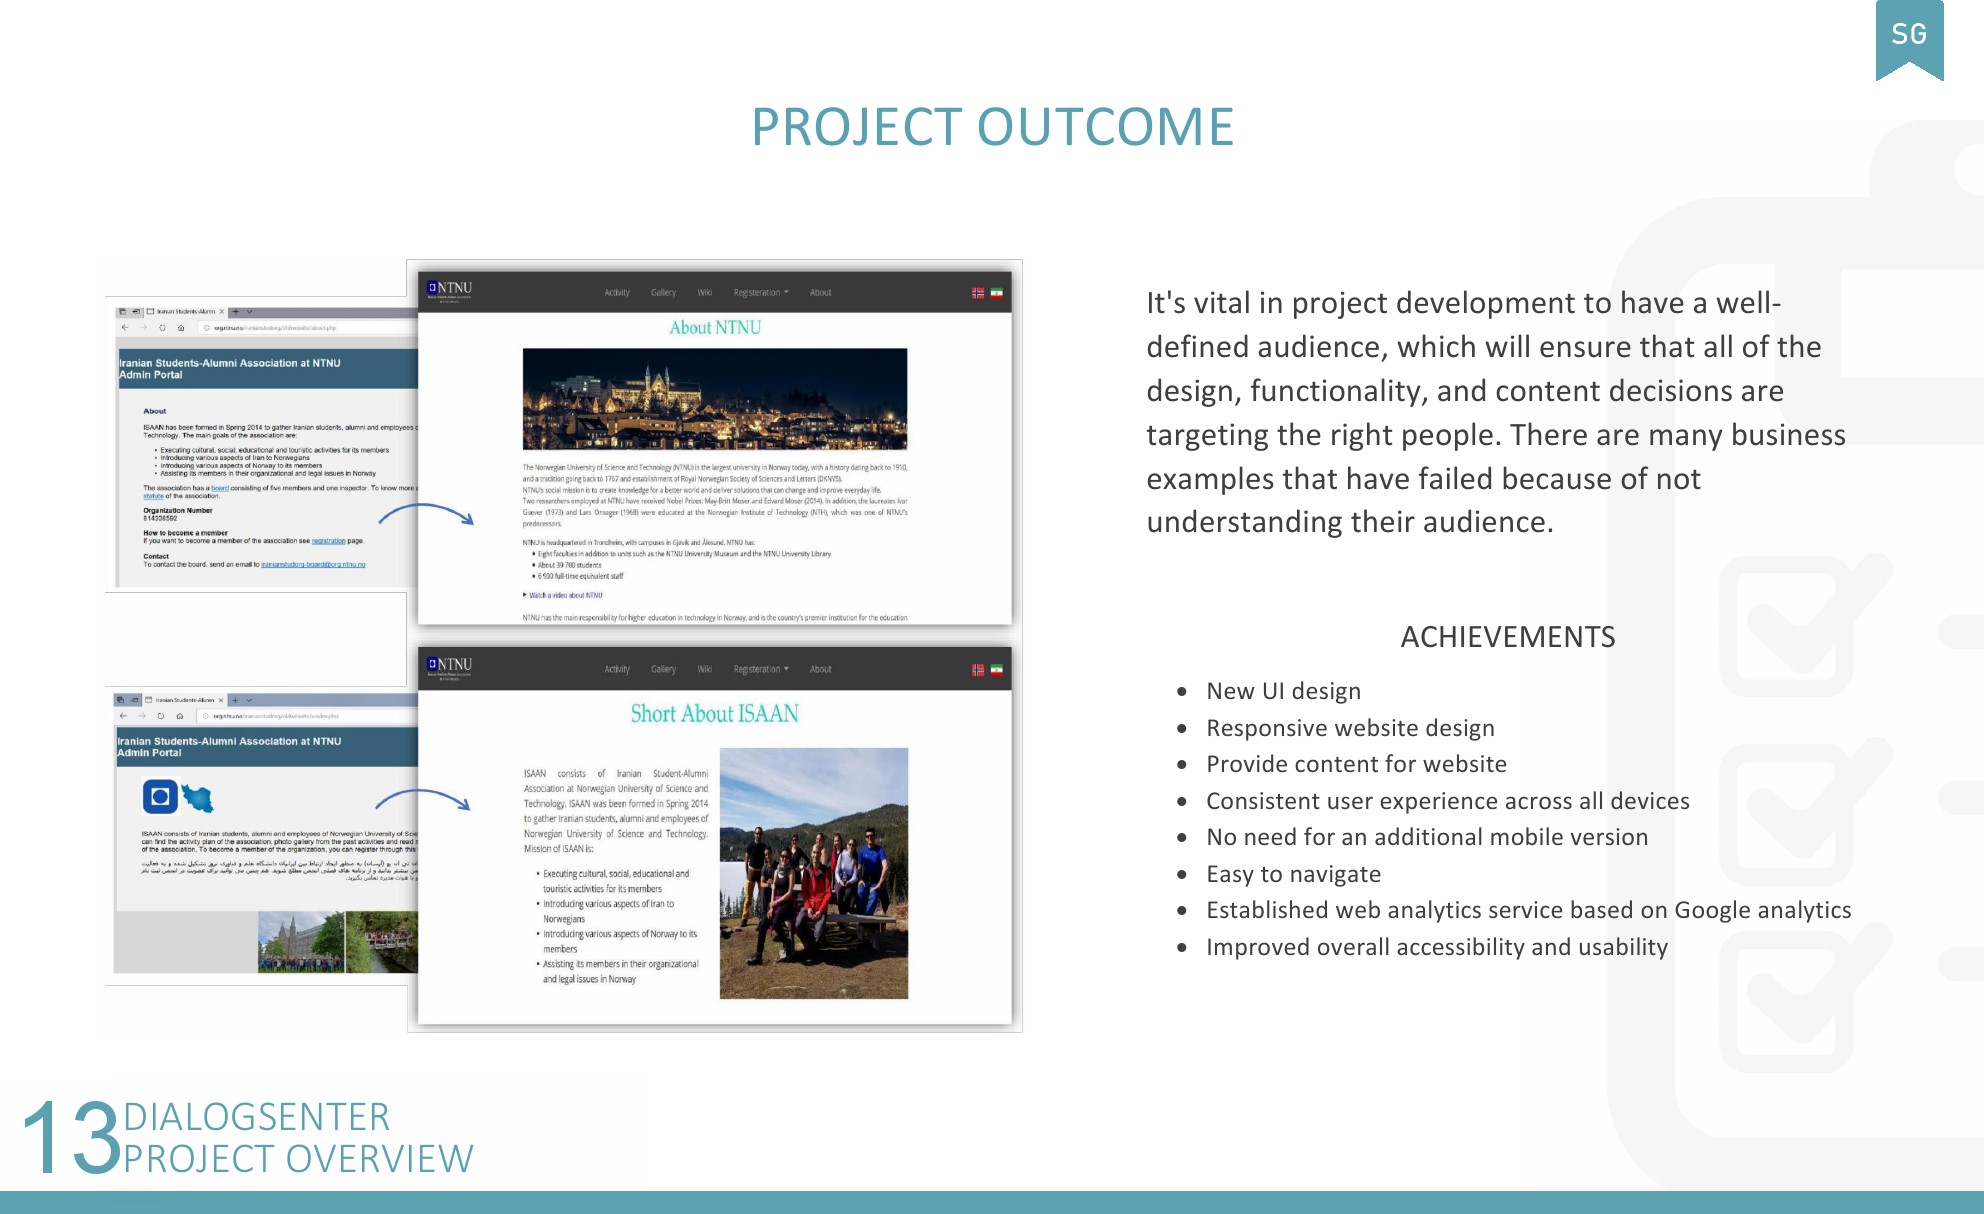 SG
PROJECT OUTCOME
Iranian Students-Alumni
Iranian Students-Alumni Association at NTNU
Admin Portal
About
ISAAN has been formed in Spring 2014 to gather Iranian students, alumni and employees
Technology. The main goals of the association are:
• Executing cultural, social, educational and touristic activities for its members
• Introducing various aspects of Iran to Norwegians
• Introducing various aspects of Norway to its members
• Assisting its members in their organizational and legal issues in Norway
The association has a board consisting of five members and one inspector. To know more
statute of the association.
Organization Number
814338592
How to become a member
If you want to become a member of the association see registration page.
Contact
To contact the board, send an email to iranianstudorg-board@org.ntnu.no
NTNU
Activity Gallery Wiki Registeration About
About NTNU
The Norwegian University of Science and Technology (NTNU) is the largest university in Norway today, with a history dating back to 1910,
and a tradition going back to 1767 and establishment of Royal Norwegian Society of Sciences and Letters (DKNVS).
NTNU's social mission is to create knowledge for a better world and deliver solutions that can change and improve everyday life.
Two researchers employed at NTNU have received Nobel Prizes: May-Britt Moser and Edvard Moser (2014). In addition, the laureates Ivar
Giaever (1973) and Lars Onsager (1968) were educated at the Norwegian Institute of Technology (NTH), which was one of NTNU's
predecessors.
NTNU is headquartered in Trondheim, with campuses in Gjøvik and Ålesund. NTNU has:
• Eight faculties in addition to units such as the NTNU University Museum and the NTNU University Library
• About 39 700 students
• 6 900 full-time equivalent staff
Watch a video about NTNU
NTNU has the main responsibility for higher education in technology in Norway, and is the country's premier institution for the education
Iranian Students-Alumni
Iranian Students-Alumni Association at NTNU
Admin Portal
ISAAN consists of Iranian students, alumni and employees of Norwegian University of
can find the activity plan of the association, photo gallery from the past activities and read
of the association. To become a member of the organization, you can register through this
NTNU
Activity Gallery Wiki Registeration About
Short About ISAAN
ISAAN consists of Iranian Student-Alumni
Association at Norwegian University of Science and
Technology. ISAAN was been formed in Spring 2014
to gather Iranian students, alumni and employees of
Norwegian University of Science and Technology.
Mission of ISAAN is:
• Executing cultural, social, educational and
touristic activities for its members
• Introducing various aspects of Iran to
Norwegians
• Introducing various aspects of Norway to its
members
• Assisting its members in their organizational
and legal issues in Norway
It's vital in project development to have a well-
defined audience, which will ensure that all of the
design, functionality, and content decisions are
targeting the right people. There are many business
examples that have failed because of not
understanding their audience.
ACHIEVEMENTS
• New UI design
• Responsive website design
• Provide content for website
• Consistent user experience across all devices
• No need for an additional mobile version
• Easy to navigate
• Established web analytics service based on Google analytics
• Improved overall accessibility and usability
13 DIALOGSENTER
PROJECT OVERVIEW